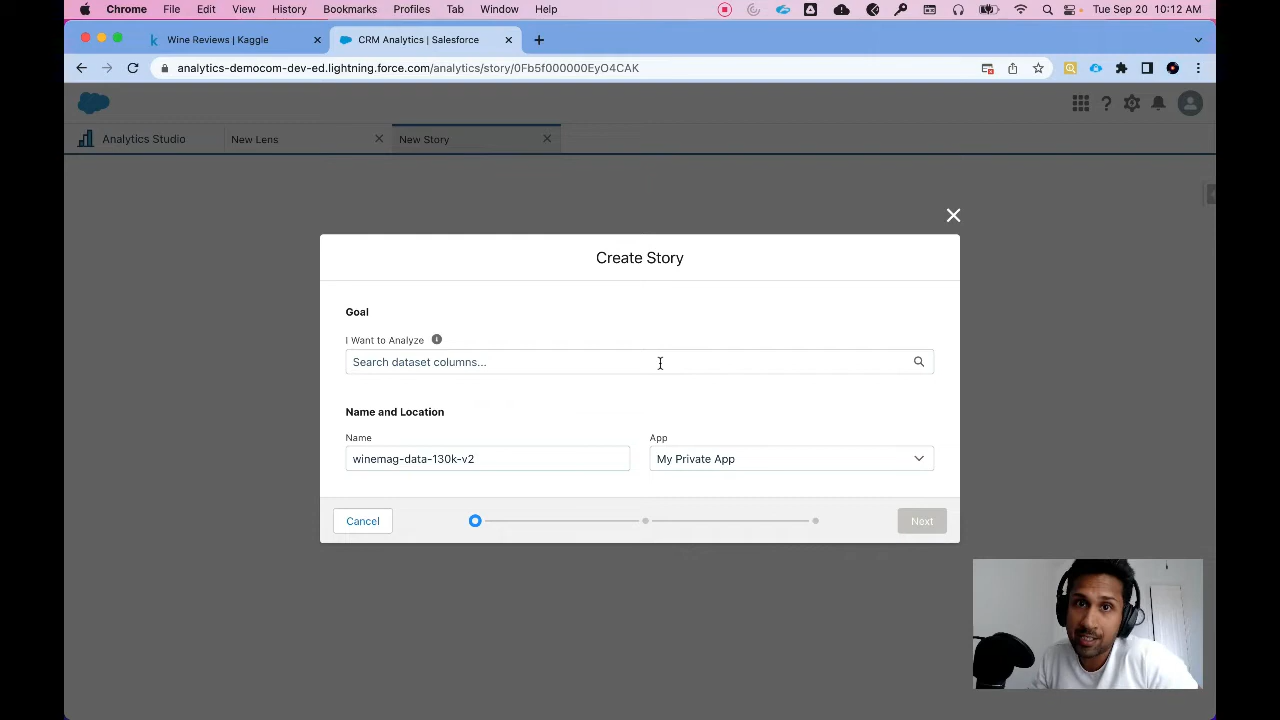 Chrome File Edit View History Bookmarks Profiles Tab Window Help Tue Sep 20 10:12 AM
Wine Reviews | Kaggle
CRM Analytics | Salesforce
analytics-democom-dev-ed.lightning.force.com/analytics/story/0Fb5f000000EyO4CAK
Analytics Studio
New Lens
New Story
Create Story
Goal
I Want to Analyze
Search dataset columns...
Name and Location
Name
App
winemag-data-130k-v2
My Private App
Cancel
Next